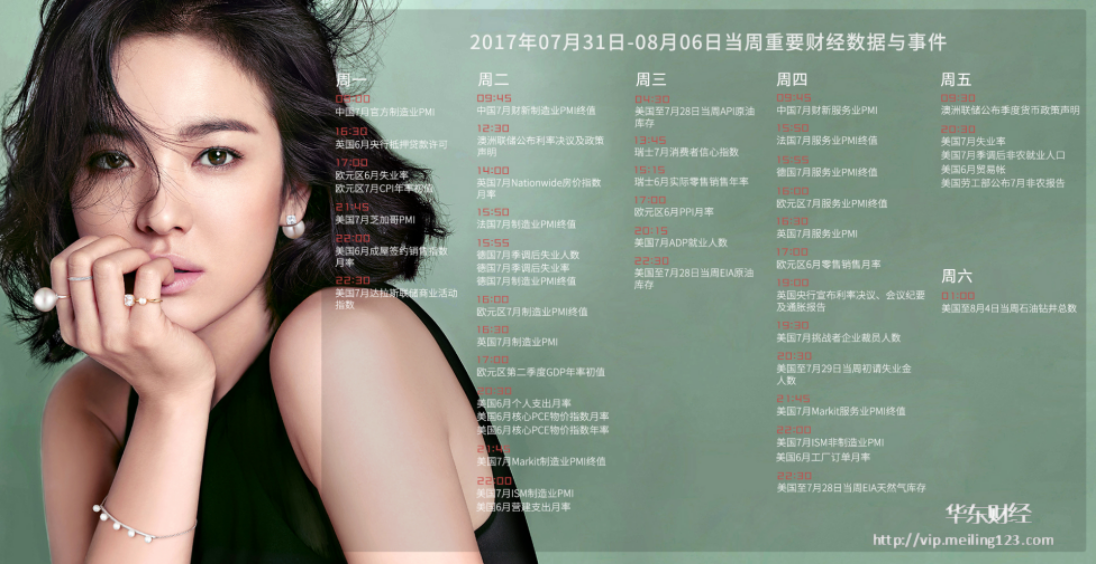 2017年07月31日-08月06日当周重要财经数据与事件
周一
09:00
中国7月官方制造业PMI
16:30
英国6月央行抵押贷款许可
17:00
欧元区6月失业率
欧元区7月CPI年率初值
21:45
美国7月芝加哥PMI
22:00
美国6月成屋签约销售指数
月率
22:30
美国7月达拉斯联储商业活动
指数
周二
09:45
中国7月财新制造业PMI终值
12:30
澳洲联储公布利率决议及政策
声明
14:00
英国7月Nationwide房价指数
月率
15:50
法国7月制造业PMI终值
15:55
德国7月季调后失业人数
德国7月季调后失业率
德国7月制造业PMI终值
16:00
欧元区7月制造业PMI终值
16:30
英国7月制造业PMI
17:00
欧元区第二季度GDP年率初值
20:30
美国6月个人支出月率
美国6月核心PCE物价指数月率
美国6月核心PCE物价指数年率
21:45
美国7月Markit制造业PMI终值
22:00
美国7月ISM制造业PMI
美国6月营建支出月率
周三
04:30
美国至7月28日当周API原油
库存
13:45
瑞士7月消费者信心指数
15:15
瑞士6月实际零售销售年率
17:00
欧元区6月PPI月率
20:15
美国7月ADP就业人数
22:30
美国至7月28日当周EIA原油
库存
周四
09:45
中国7月财新服务业PMI
15:50
法国7月服务业PMI终值
15:55
德国7月服务业PMI终值
16:00
欧元区7月服务业PMI终值
16:30
英国7月服务业PMI
17:00
欧元区6月零售销售月率
19:00
英国央行宣布利率决议、会议纪要
及通胀报告
19:30
美国7月挑战者企业裁员人数
20:30
美国至7月29日当周初请失业金
人数
21:45
美国7月Markit服务业PMI终值
22:00
美国7月ISM非制造业PMI
美国6月工厂订单月率
22:30
美国至7月28日当周EIA天然气库存
周五
09:30
澳洲联储公布季度货币政策声明
20:30
美国7月失业率
美国7月季调后非农就业人口
美国6月贸易帐
美国劳工部公布7月非农报告
周六
01:00
美国至8月4日当周石油钻井总数
华东财经
http://vip.meiling123.com